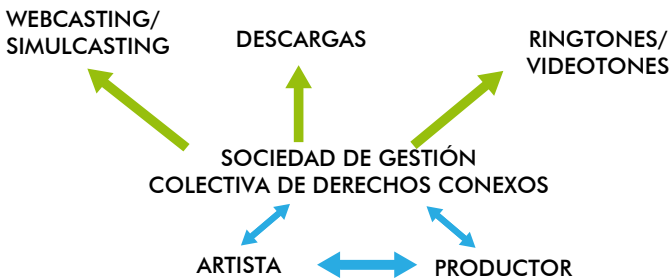 WEBCASTING/
SIMULCASTING
DESCARGAS
RINGTONES/
VIDEOTONES
SOCIEDAD DE GESTIÓN
COLECTIVA DE DERECHOS CONEXOS
ARTISTA
PRODUCTOR